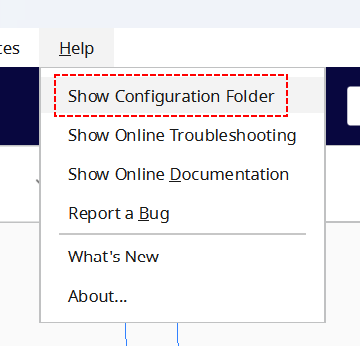 ces Help
Show Configuration Folder
Show Online Troubleshooting
Show Online Documentation
Report a Bug
What's New
About...